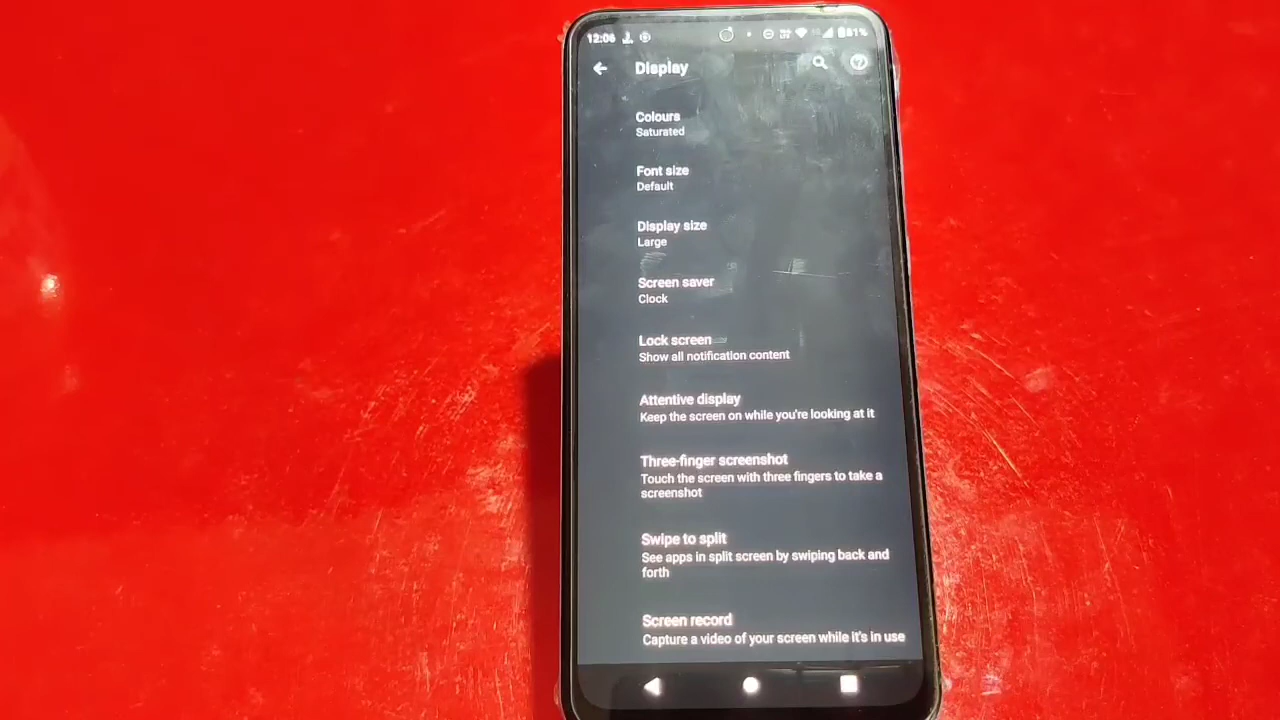 12:06 81%
Display
Colours
Saturated
Font size
Default
Display size
Large
Screen saver
Clock
Lock screen
Show all notification content
Attentive display
Keep the screen on while you're looking at it
Three-finger screenshot
Touch the screen with three fingers to take a
screenshot
Swipe to split
See apps in split screen by swiping back and
forth
Screen record
Capture a video of your screen while it's in use